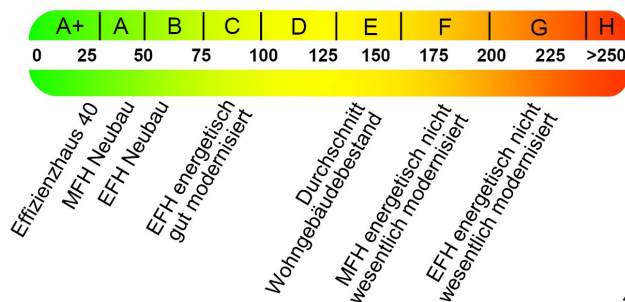 A+ A B C D E F G H
0 25 50 75 100 125 150 175 200 225 >250
Effizienzhaus 40
MFH Neubau
EFH Neubau
EFH energetisch
gut modernisiert
Durchschnitt
Wohngebäudebestand
MFH energetisch nicht
wesentlich modernisiert
EFH energetisch nicht
wesentlich modernisiert